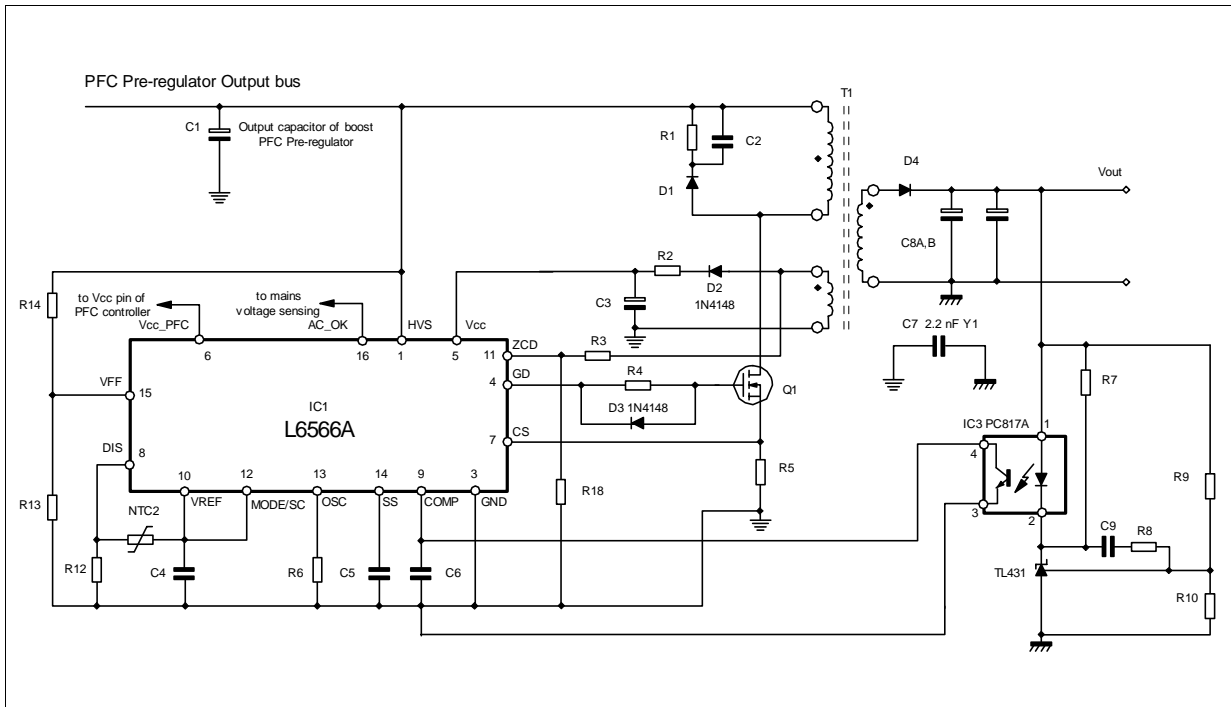 PFC Pre-regulator Output bus
T1
C1
Output capacitor of boost
PFC Pre-regulator
R1
C2
D4
Vout
D1
C8A,B
R2
D2
1N4148
C3
R14
to Vcc pin of
PFC controller
to mains
voltage sensing
Vcc_PFC
AC_OK
HVS
Vcc
C7 2.2 nF Y1
6
16
1
5
ZCD
11
R3
GD
4
R4
Q1
R7
VFF
15
IC1
L6566A
D3 1N4148
DIS
8
CS
7
IC3 PC817A
1
4
R5
R9
10
12
13
14
9
3
R13
VREF
MODE/SC
OSC
SS
COMP
GND
R18
3
2
NTC2
C9
R8
R12
C4
R6
C5
C6
TL431
R10